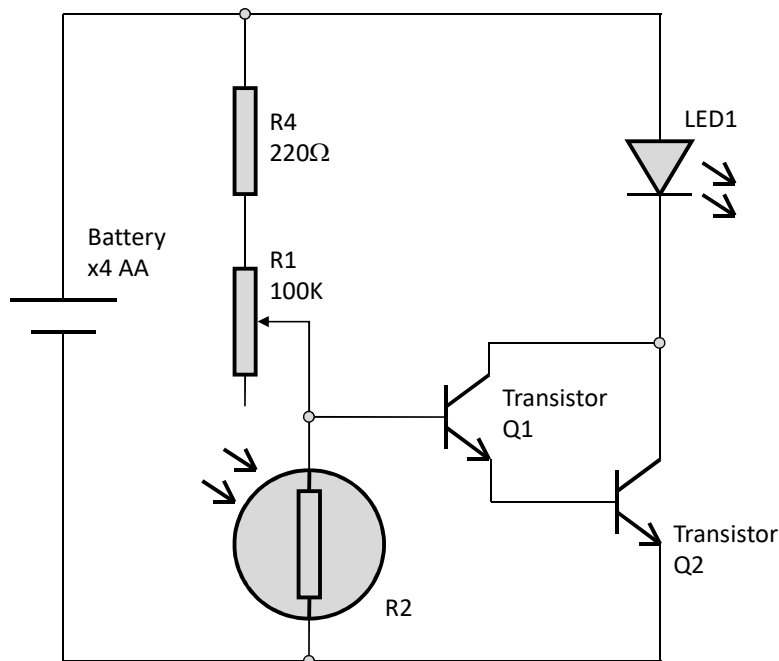 R4
220Ω
LED1
Battery
x4 AA
R1
100K
Transistor
Q1
Transistor
Q2
R2